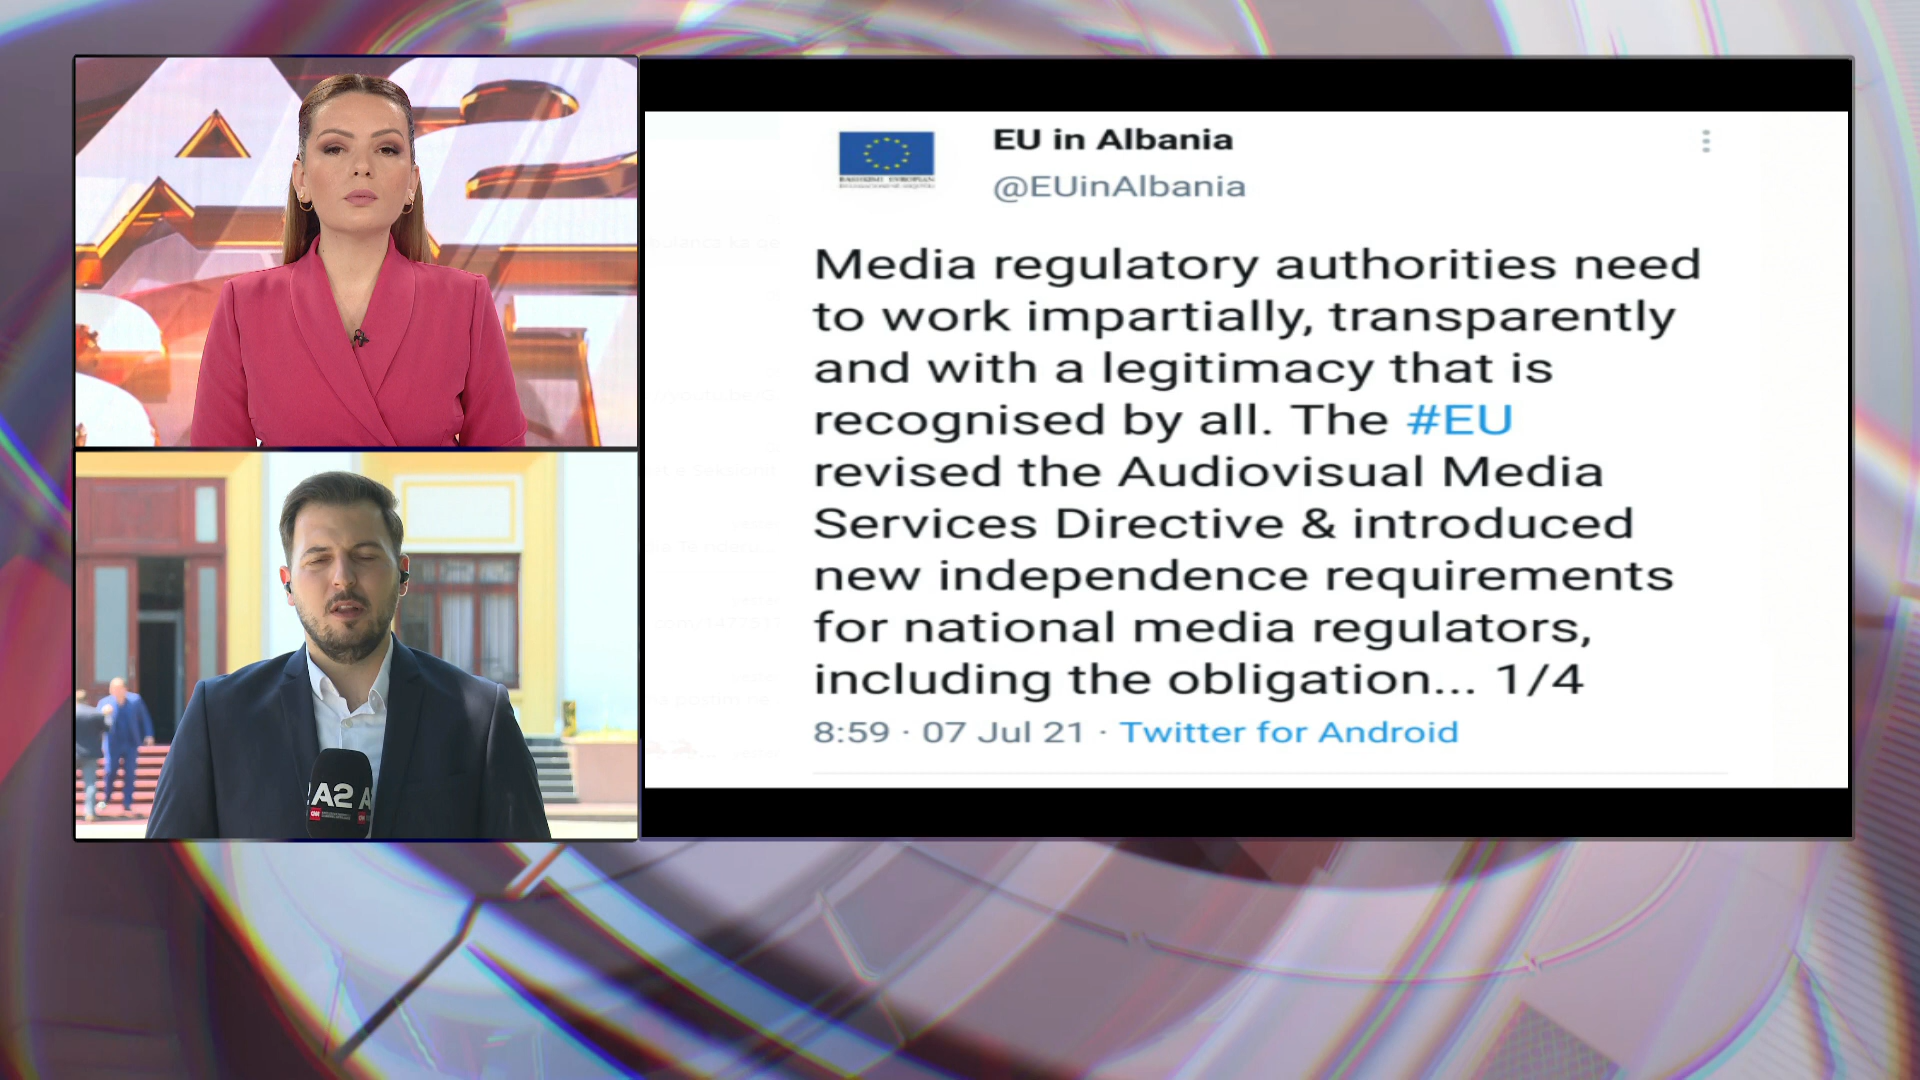 EU in Albania
@EUinAlbania
Media regulatory authorities need
to work impartially, transparently
and with a legitimacy that is
recognised by all. The #EU
revised the Audiovisual Media
Services Directive & introduced
new independence requirements
for national media regulators,
including the obligation... 1/4
8:59 · 07 Jul 21 · Twitter for Android
A2
CNN